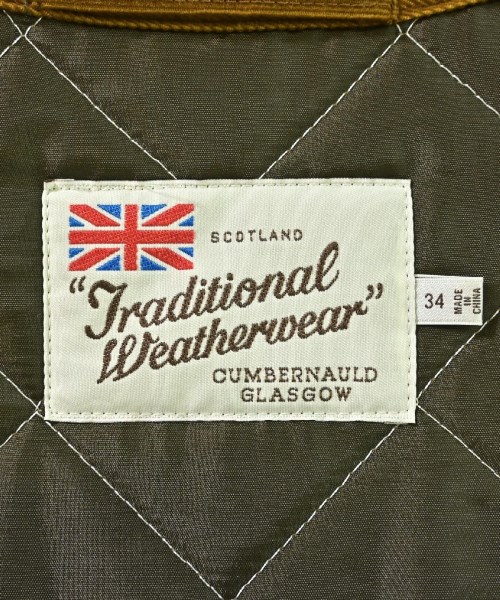 SCOTLAND
"Traditional
Weatherwear"
CUMBERNAULD
GLASGOW
34
MADE
IN
CHINA